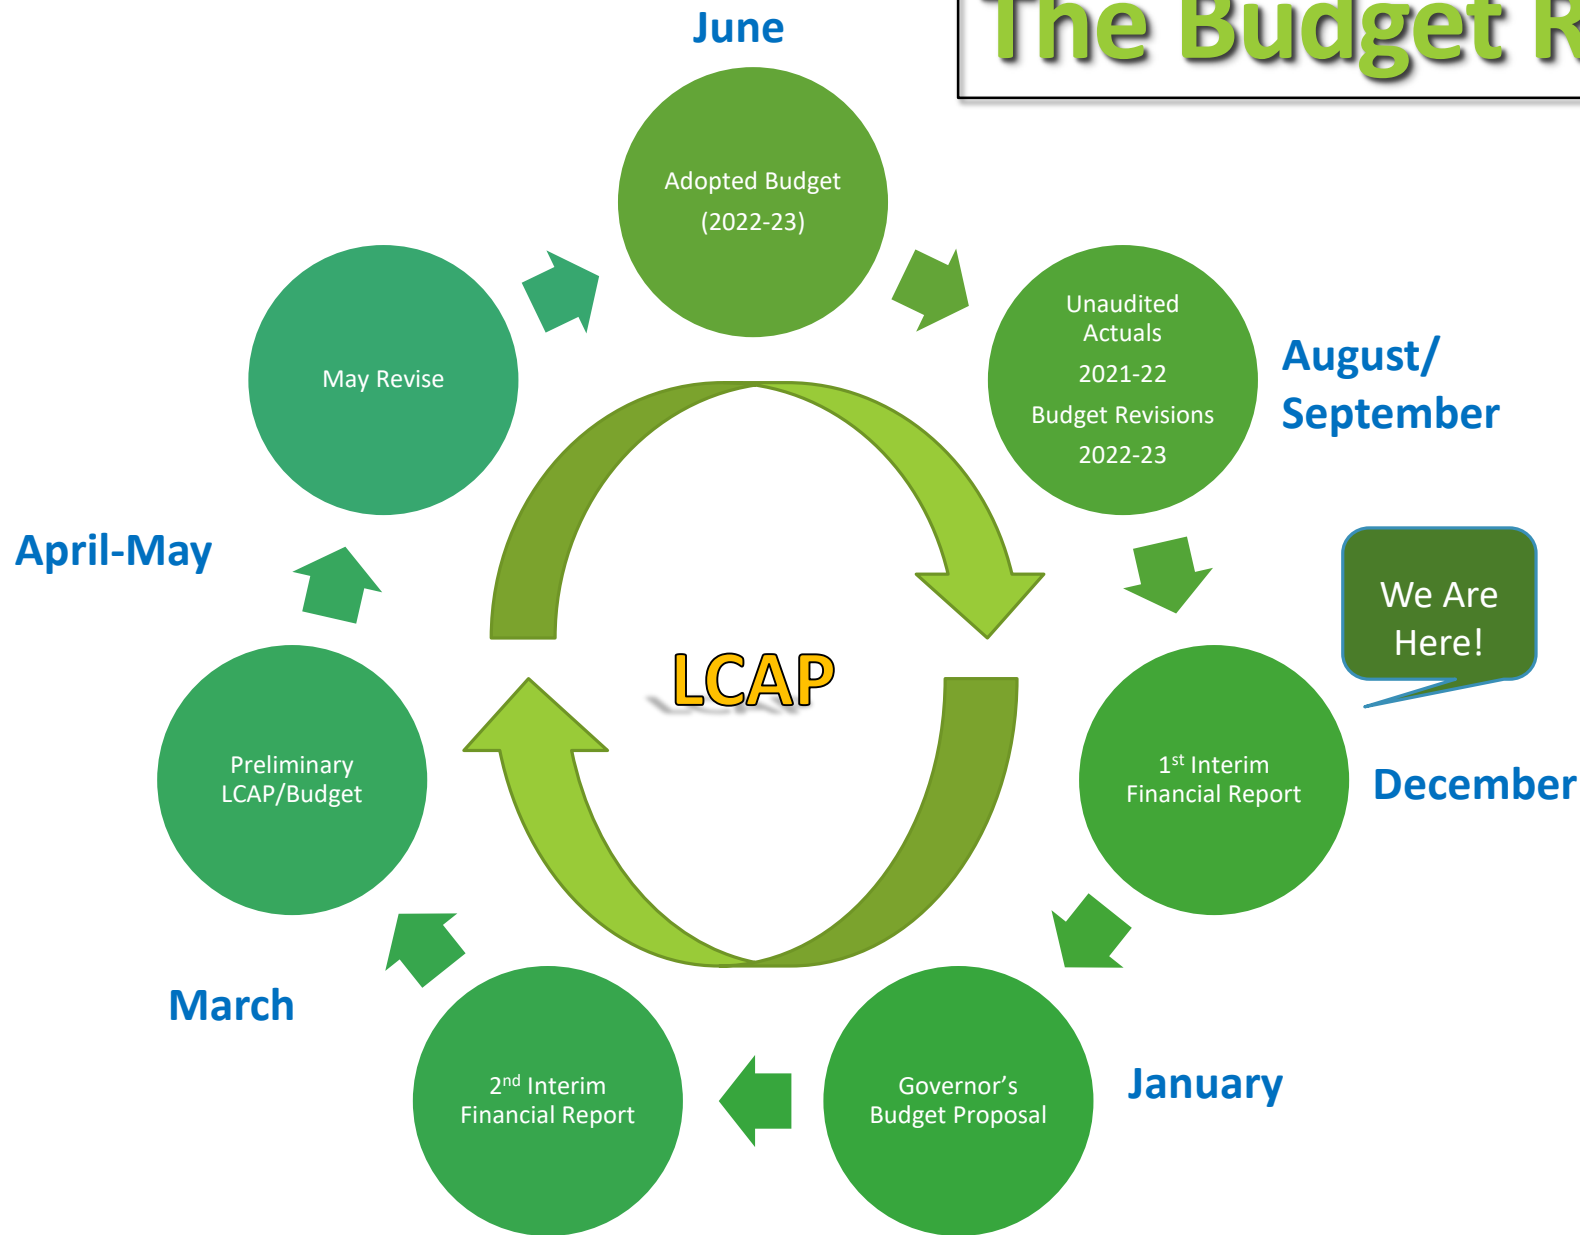 The Budget R
June
Adopted Budget
(2022-23)
Unaudited
Actuals
2021-22
Budget Revisions
2022-23
August/
September
We Are
Here!
1st Interim
Financial Report
December
Governor’s
Budget Proposal
January
2nd Interim
Financial Report
March
Preliminary
LCAP/Budget
April-May
May Revise
LCAP